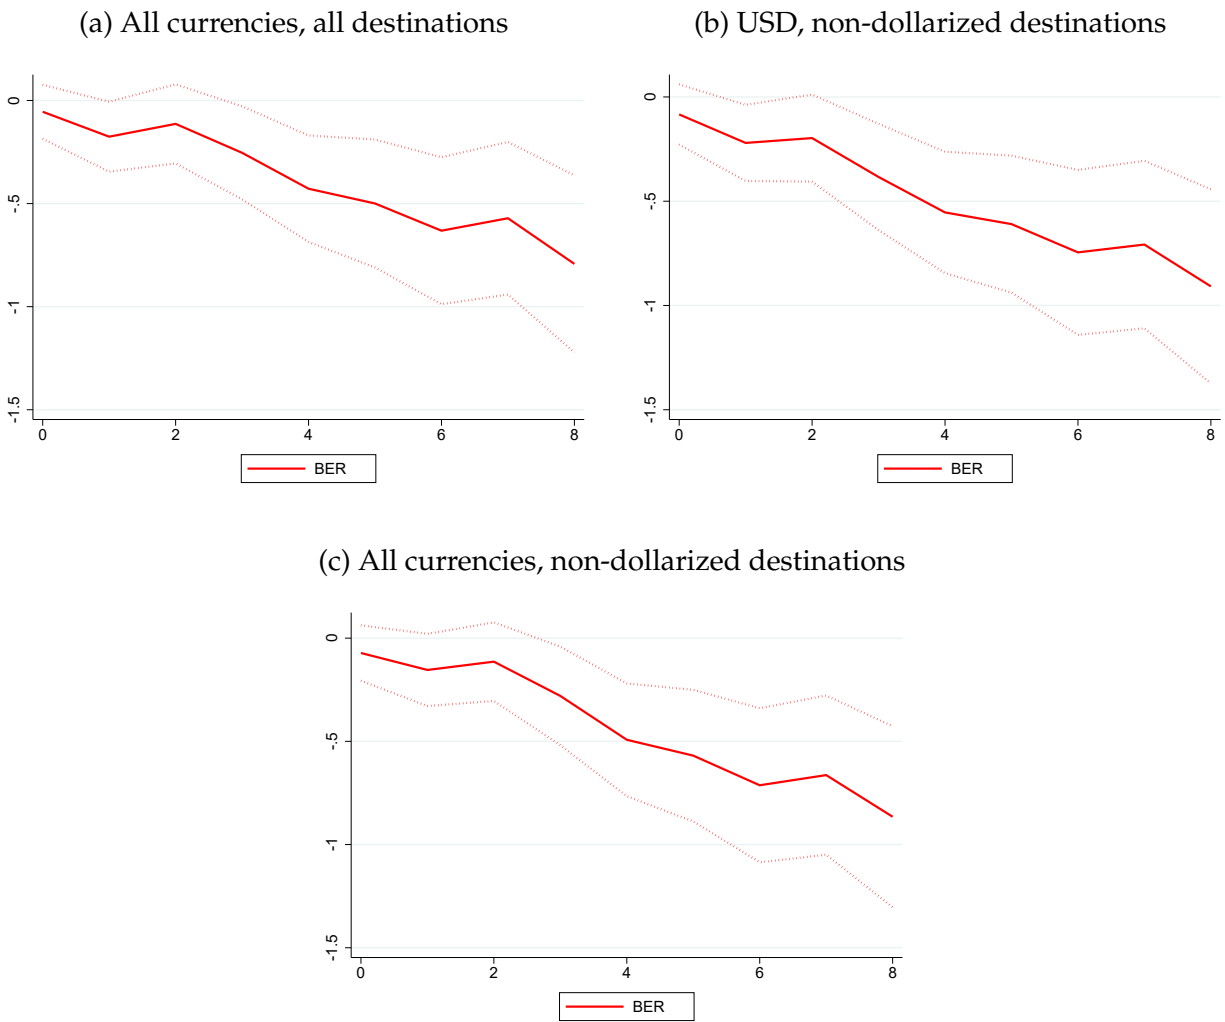 (a) All currencies, all destinations
0
-.5
-1
-1.5
0 2 4 6 8
BER
(b) USD, non-dollarized destinations
0
-.5
-1
-1.5
0 2 4 6 8
BER
(c) All currencies, non-dollarized destinations
0
-.5
-1
-1.5
0 2 4 6 8
BER